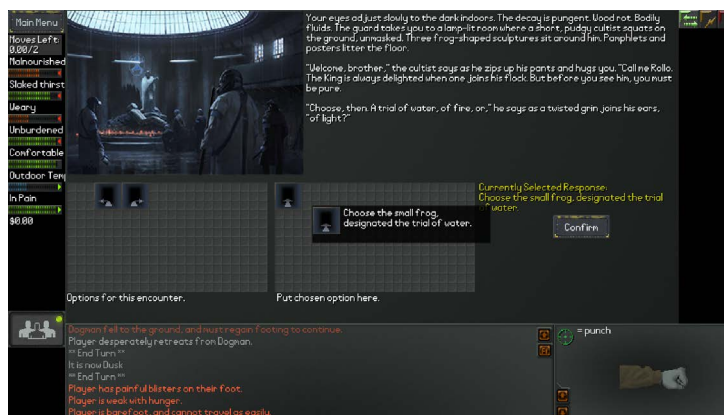 Main Menu
Moves Left:
0.00/2
Malnourished
Slaked thirst
Weary
Unburdened
Comfortable
Outdoor Tem
In Pain
$0.00
Your eyes adjust slowly to the dark indoors. The decay is pungent. Wood rot. Bodily
fluids. The guard takes you to a lamp-lit room where a short, pudgy cultist squats on
the ground, unmasked. Three frog-shaped sculptures sit around him. Pamphlets and
posters litter the floor.
"Welcome, brother," the cultist says as he zips up his pants and hugs you. "Call me Rollo.
The King is always delighted when one joins his flock. But before you see him, you must
be pure.
"Choose, then. A trial of water, of fire, or," he says as a twisted grin joins his ears,
"of light?"
Currently Selected Response:
Choose the small frog, designated the trial
of water.
Choose the small frog,
designated the trial of water.
Confirm
Options for this encounter.
Put chosen option here.
Dogman fell to the ground, and must regain footing to continue.
Player desperately retreats from Dogman.
** End Turn **
It is now Dusk
** End Turn **
Player has painful blisters on their foot.
Player is weak with hunger.
Player is barefoot, and cannot travel as easily.
= punch